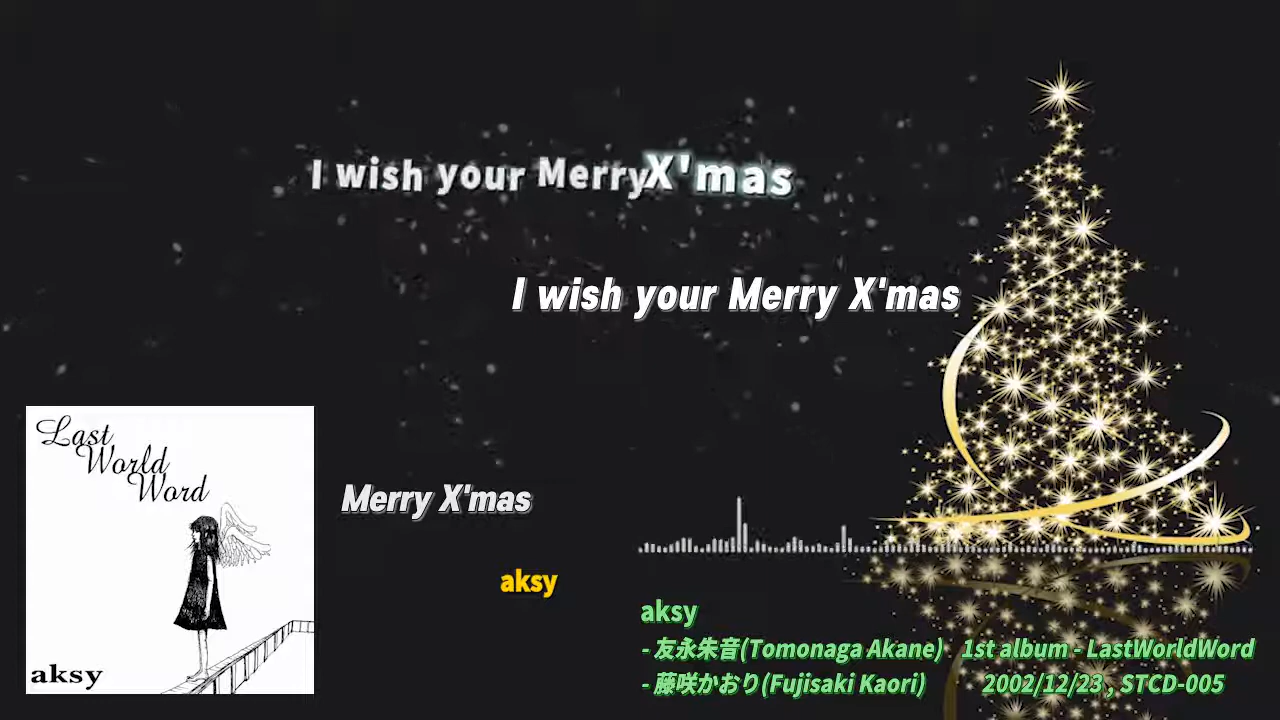 I wish your Merry X'mas
I wish your Merry X'mas
Last
World
Word
Merry X'mas
aksy
aksy
aksy
- 友永朱音(Tomonaga Akane) 1st album - LastWorldWord
- 藤咲かおり(Fujisaki Kaori) 2002/12/23 , STCD-005